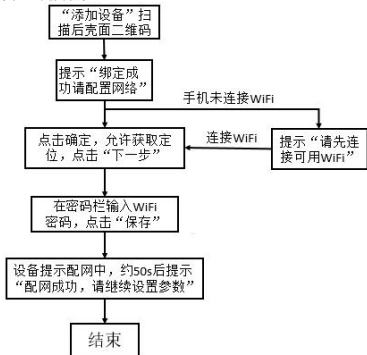 “添加设备”扫
描后壳面二维码
提示“绑定成
功请配置网络”
手机未连接WiFi
点击确定，允许获取定
位，点击“下一步”
连接WiFi
提示“请先连
接可用WiFi”
在密码栏输入WiFi
密码，点击“保存”
设备提示配网中，约50s后提示
“配网成功，请继续设置参数”
结束